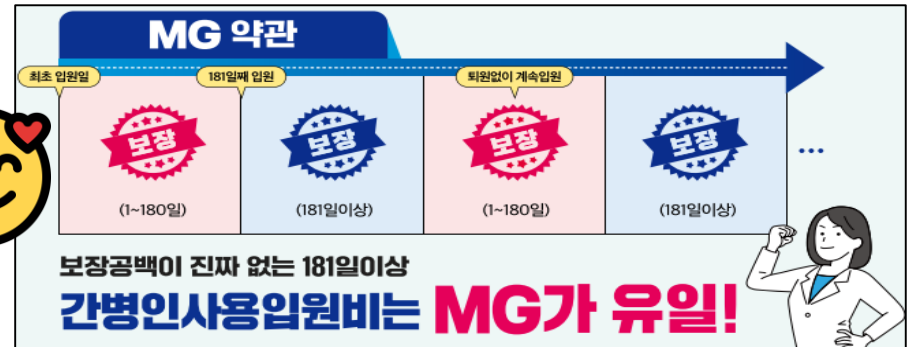 MG 약관
최초 입원일
181일째 입원
퇴원없이 계속입원
보장
보장
보장
보장
...
(1~180일)
(181일이상)
(1~180일)
(181일이상)
보장공백이 진짜 없는 181일이상
간병인사용입원비는 MG가 유일!